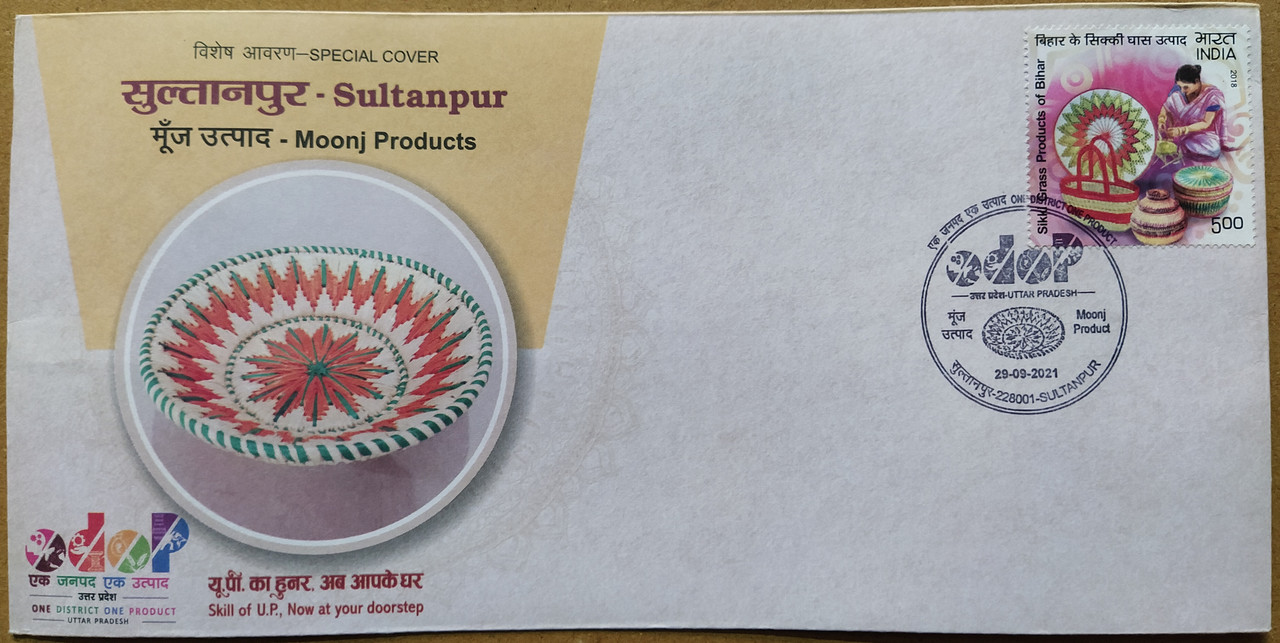 विशेष आवरण–SPECIAL COVER
सुल्तानपुर - Sultanpur
मूँज उत्पाद - Moonj Products
odop
एक जनपद एक उत्पाद
उत्तर प्रदेश
ONE DISTRICT ONE PRODUCT
UTTAR PRADESH
यू.पी. का हुनर, अब आपके घर
Skill of U.P., Now at your doorstep
बिहार के सिक्की घास उत्पाद
भारत
INDIA
2018
Sikki Grass Products of Bihar
500
एक जनपद एक उत्पाद ONE DISTRICT ONE PRODUCT
odop
उत्तर प्रदेश-UTTAR PRADESH
मूंज
उत्पाद
Moonj
Product
29-09-2021
सुल्तानपुर-228001-SULTANPUR